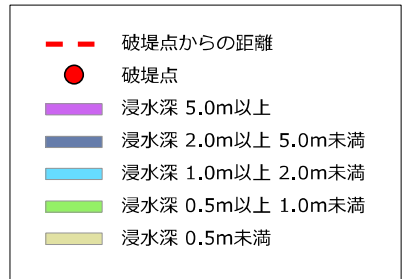 破堤点からの距離
破堤点
浸水深 5.0m以上
浸水深 2.0m以上 5.0m未満
浸水深 1.0m以上 2.0m未満
浸水深 0.5m以上 1.0m未満
浸水深 0.5m未満